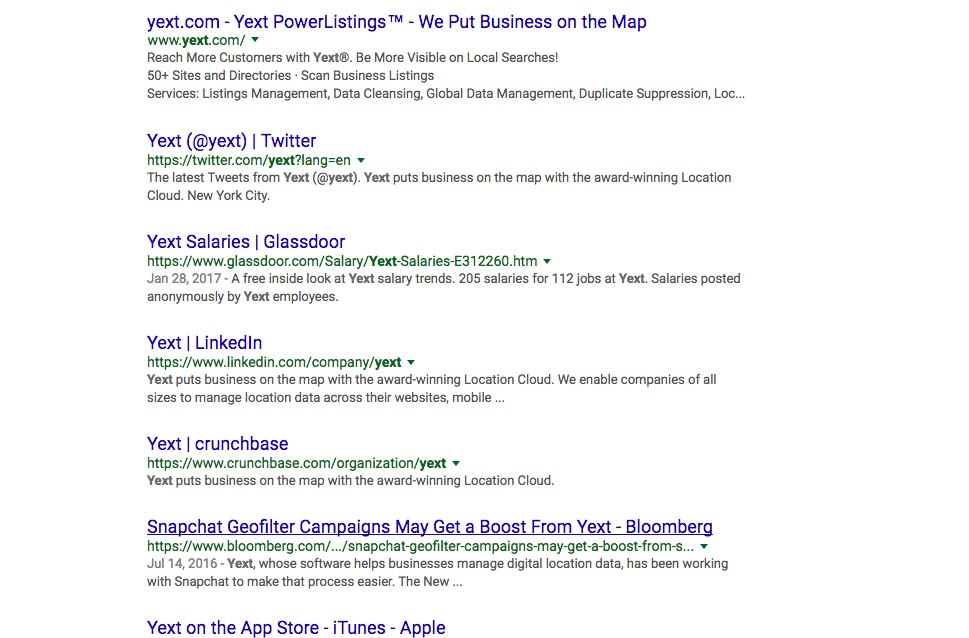 yext.com - Yext PowerListings™ - We Put Business on the Map
www.yext.com/
Reach More Customers with Yext®. Be More Visible on Local Searches!
50+ Sites and Directories · Scan Business Listings
Services: Listings Management, Data Cleansing, Global Data Management, Duplicate Suppression, Loc...
Yext (@yext) | Twitter
https://twitter.com/yext?lang=en
The latest Tweets from Yext (@yext). Yext puts business on the map with the award-winning Location
Cloud. New York City.
Yext Salaries | Glassdoor
https://www.glassdoor.com/Salary/Yext-Salaries-E312260.htm
Jan 28, 2017 - A free inside look at Yext salary trends. 205 salaries for 112 jobs at Yext. Salaries posted
anonymously by Yext employees.
Yext | LinkedIn
https://www.linkedin.com/company/yext
Yext puts business on the map with the award-winning Location Cloud. We enable companies of all
sizes to manage location data across their websites, mobile ...
Yext | crunchbase
https://www.crunchbase.com/organization/yext
Yext puts business on the map with the award-winning Location Cloud.
Snapchat Geofilter Campaigns May Get a Boost From Yext - Bloomberg
https://www.bloomberg.com/.../snapchat-geofilter-campaigns-may-get-a-boost-from-s...
Jul 14, 2016 - Yext, whose software helps businesses manage digital location data, has been working
with Snapchat to make that process easier. The New ...
Yext on the App Store - iTunes - Apple